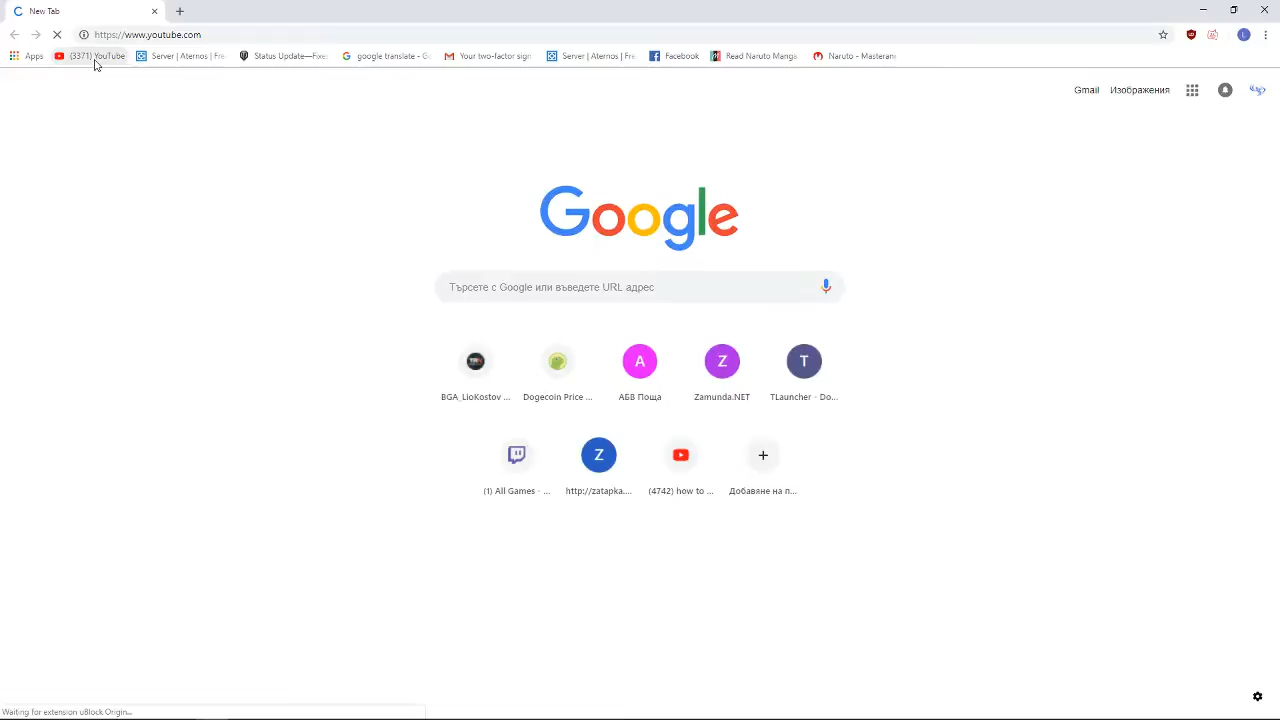 New Tab
https://www.youtube.com
Apps (3371) YouTube Server | Aternos | Fre Status Update—Fixe google translate - Go Your two-factor sign Server | Aternos | Fre Facebook Read Naruto Manga Naruto - Masterani
Gmail Изображения
Google
Търсете с Google или въведете URL адрес
A Z T
BGA_LioKostov ... Dogecoin Price ... АБВ Поща Zamunda.NET TLauncher - Do...
Z
(1) All Games - ... http://zatapka.... (4742) how to ... Добавяне на п...
Waiting for extension uBlock Origin...